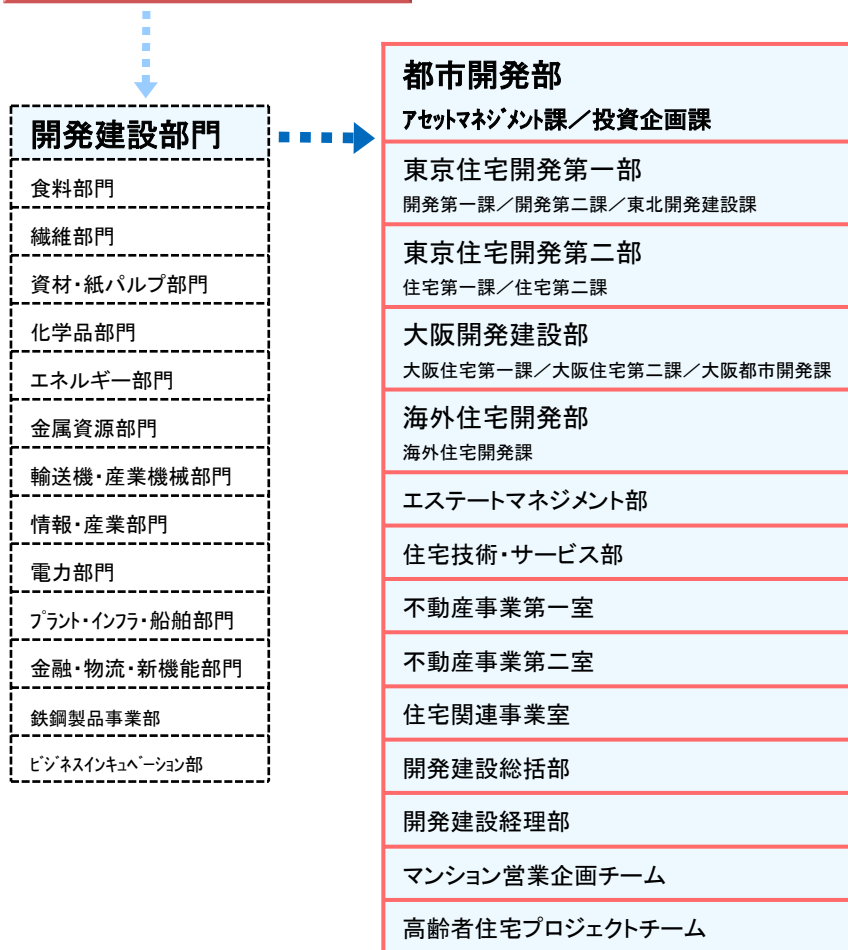 開発建設部門
食料部門
繊維部門
資材・紙パルプ部門
化学品部門
エネルギー部門
金属資源部門
輸送機・産業機械部門
情報・産業部門
電力部門
プラント・インフラ・船舶部門
金融・物流・新機能部門
鉄鋼製品事業部
ビジネスインキュベーション部
都市開発部
アセットマネジメント課／投資企画課
東京住宅開発第一部
開発第一課／開発第二課／東北開発建設課
東京住宅開発第二部
住宅第一課／住宅第二課
大阪開発建設部
大阪住宅第一課／大阪住宅第二課／大阪都市開発課
海外住宅開発部
海外住宅開発課
エステートマネジメント部
住宅技術・サービス部
不動産事業第一室
不動産事業第二室
住宅関連事業室
開発建設総括部
開発建設経理部
マンション営業企画チーム
高齢者住宅プロジェクトチーム